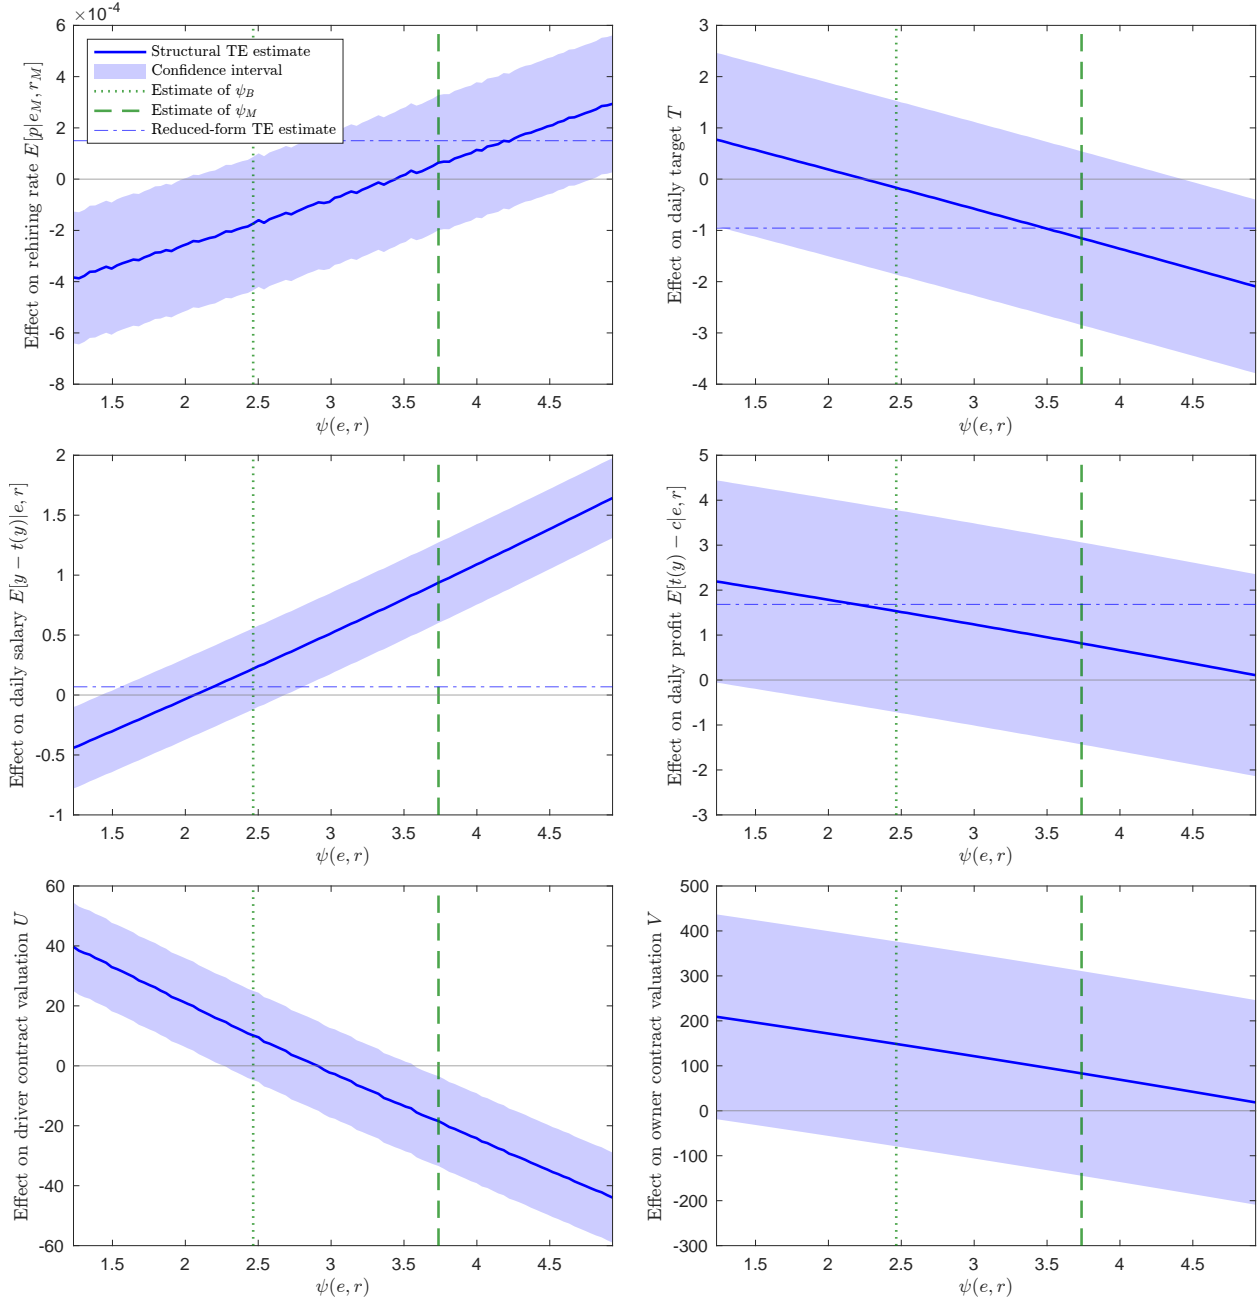 ×10⁻⁴
6
4
2
0
-2
-4
-6
-8
Effect on rehiring rate E[p|e_M, r_M]
Structural TE estimate
Confidence interval
Estimate of ψ_B
Estimate of ψ_M
Reduced-form TE estimate
1.5 2 2.5 3 3.5 4 4.5
ψ(e, r)
3
2
1
0
-1
-2
-3
-4
Effect on daily target T
1.5 2 2.5 3 3.5 4 4.5
ψ(e, r)
2
1.5
1
0.5
0
-0.5
-1
Effect on daily salary E[y − t(y)|e, r]
1.5 2 2.5 3 3.5 4 4.5
ψ(e, r)
5
4
3
2
1
0
-1
-2
-3
Effect on daily profit E[t(y) − c|e, r]
1.5 2 2.5 3 3.5 4 4.5
ψ(e, r)
60
40
20
0
-20
-40
-60
Effect on driver contract valuation U
1.5 2 2.5 3 3.5 4 4.5
ψ(e, r)
500
400
300
200
100
0
-100
-200
-300
Effect on owner contract valuation V
1.5 2 2.5 3 3.5 4 4.5
ψ(e, r)